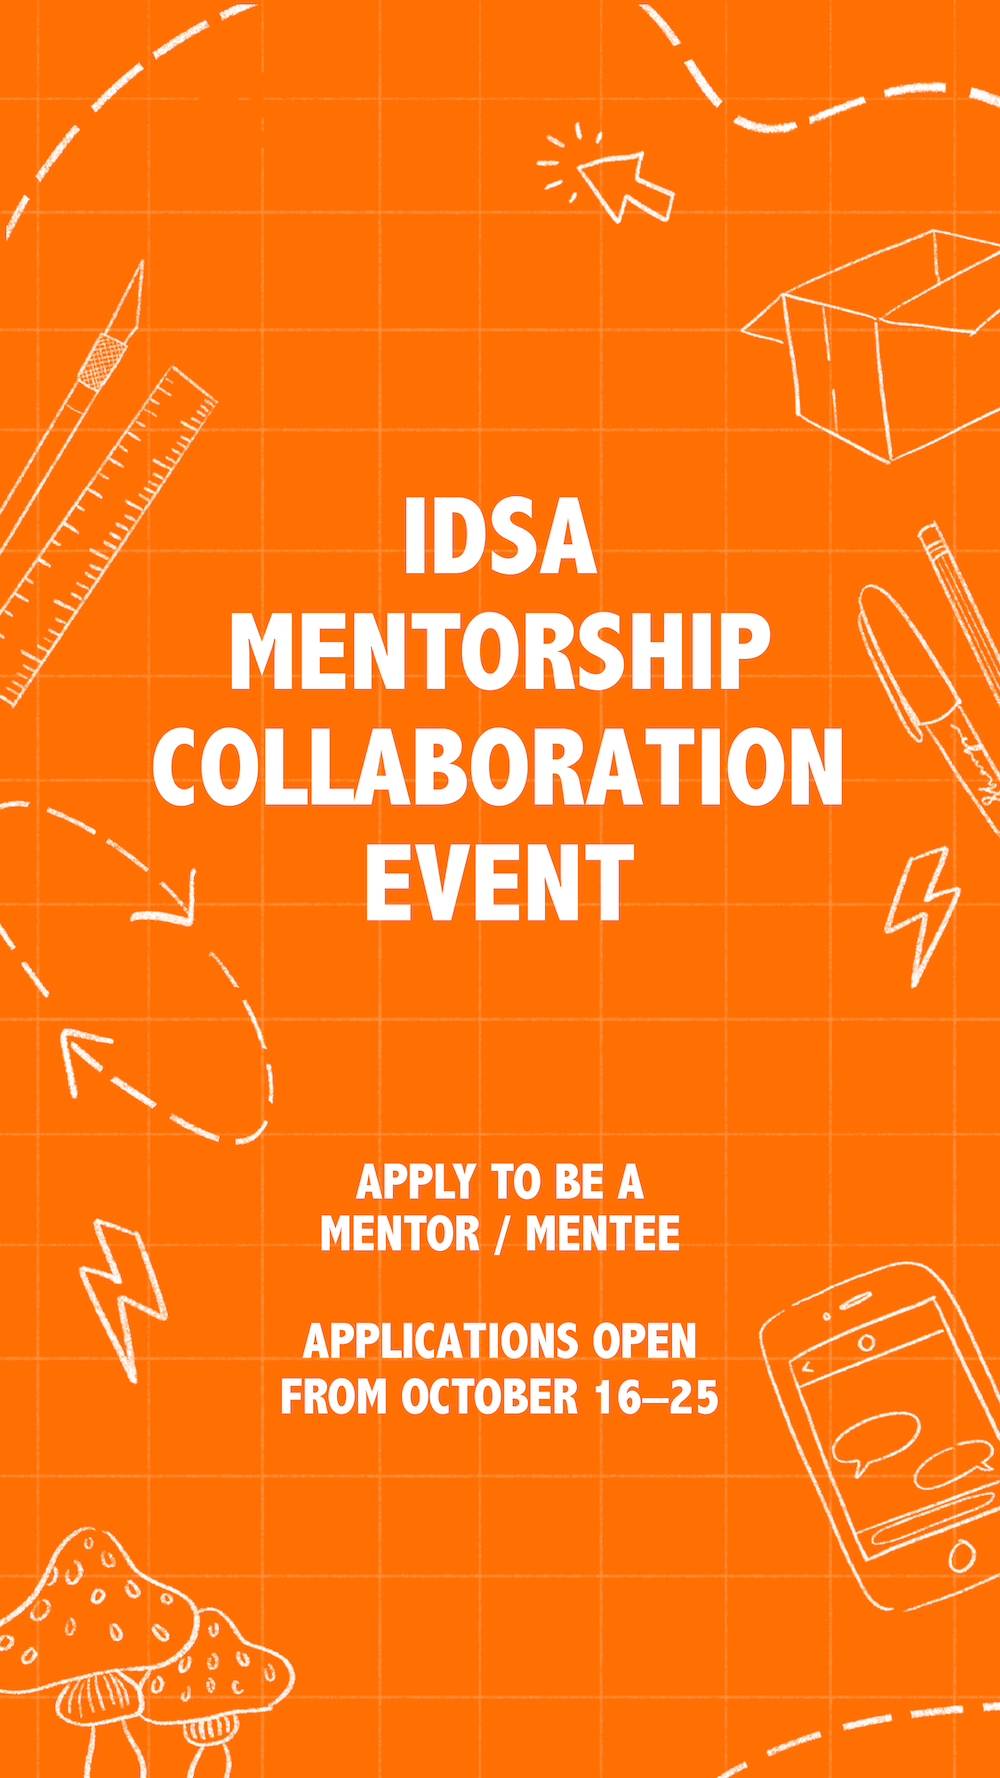 IDSA
MENTORSHIP
COLLABORATION
EVENT
APPLY TO BE A
MENTOR / MENTEE
APPLICATIONS OPEN
FROM OCTOBER 16–25